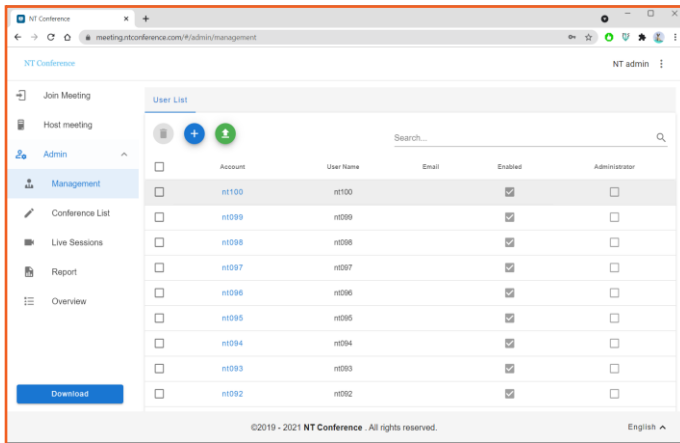 NT Conference
meeting.ntconference.com/#/admin/management
NT Conference
NT admin
Join Meeting
Host meeting
Admin
Management
Conference List
Live Sessions
Report
Overview
Download
User List
Search...
Account User Name Email Enabled Administrator
nt100 nt100
nt099 nt099
nt098 nt098
nt097 nt097
nt096 nt096
nt095 nt095
nt094 nt094
nt093 nt093
nt092 nt092
©2019 - 2021 NT Conference . All rights reserved.
English